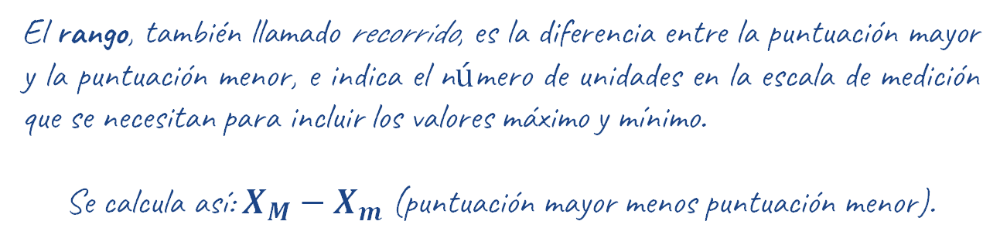 El rango, también llamado recorrido, es la diferencia entre la puntuación mayor
y la puntuación menor, e indica el número de unidades en la escala de medición
que se necesitan para incluir los valores máximo y mínimo.
Se calcula así: X_M − X_m (puntuación mayor menos puntuación menor).